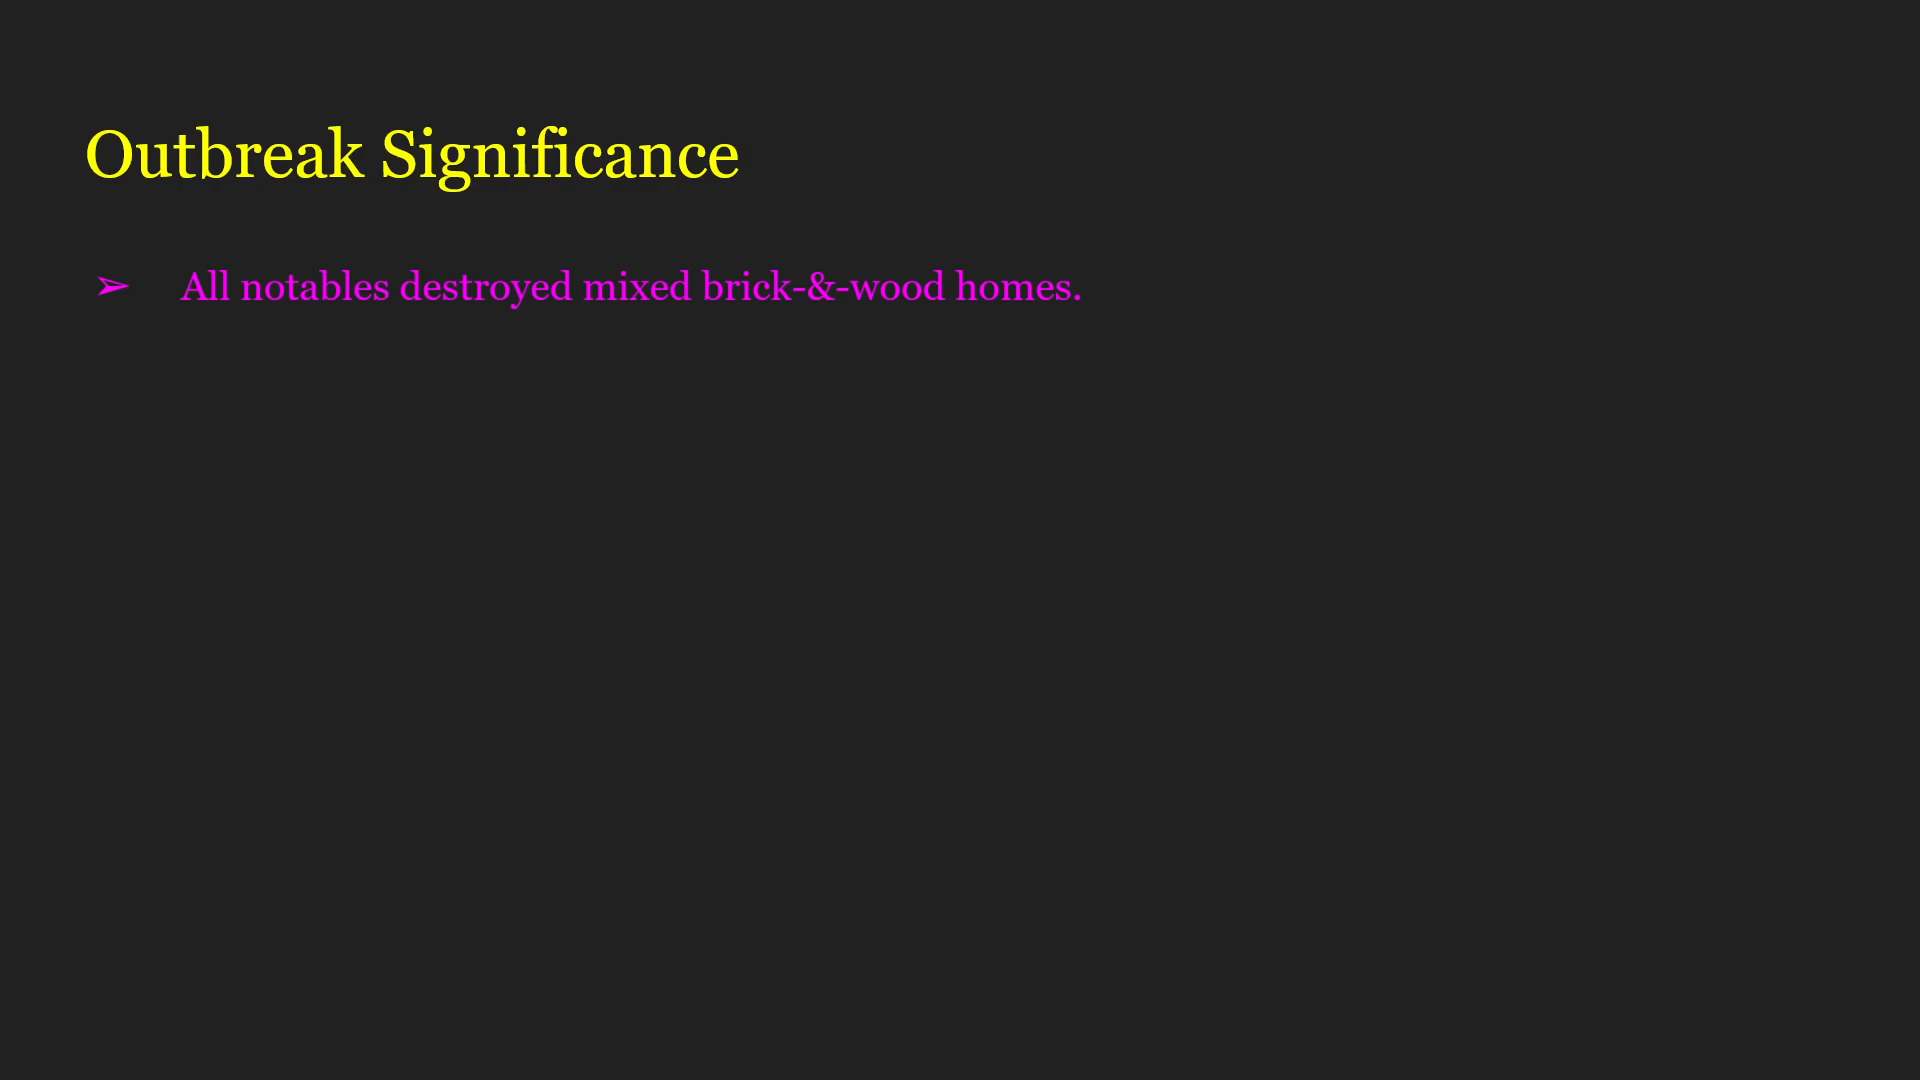 Outbreak Significance
➢ All notables destroyed mixed brick-&-wood homes.